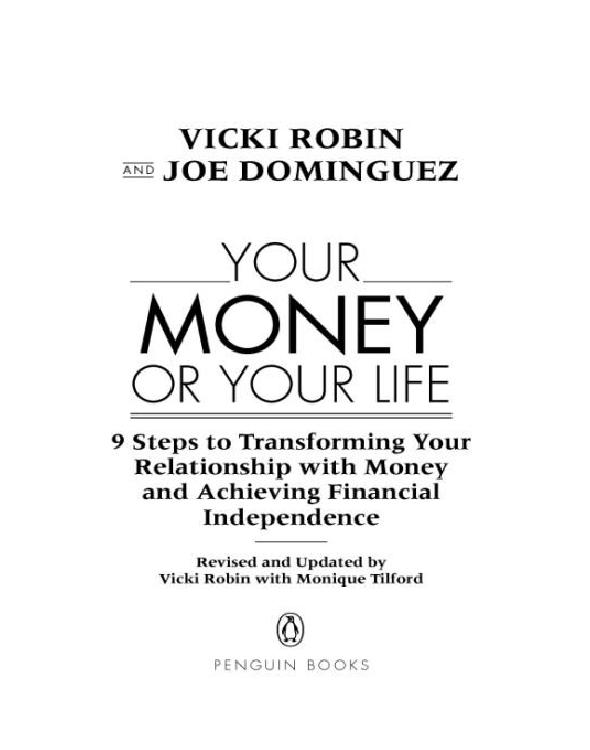 VICKI ROBIN
AND JOE DOMINGUEZ
YOUR
MONEY
OR YOUR LIFE
9 Steps to Transforming Your
Relationship with Money
and Achieving Financial
Independence
Revised and Updated by
Vicki Robin with Monique Tilford
PENGUIN BOOKS